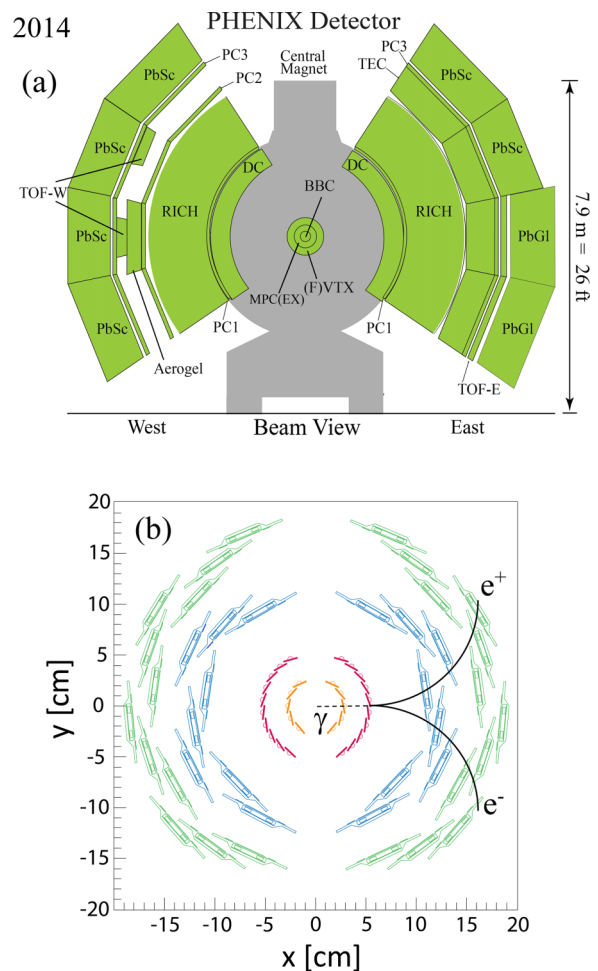 2014
PHENIX Detector
(a)
Central
Magnet
PC3
PC2
PbSc
PbSc
PbSc
PbSc
TOF-W
RICH
DC
PC1
Aerogel
BBC
MPC(EX)
(F)VTX
PC3
TEC
PbSc
DC
PbSc
RICH
PbGl
PbGl
PC1
TOF-E
7.9 m = 26 ft
West
Beam View
East
(b)
20
15
10
5
0
-5
-10
-15
-20
y [cm]
e+
γ
e-
-15 -10 -5 0 5 10 15 20
x [cm]